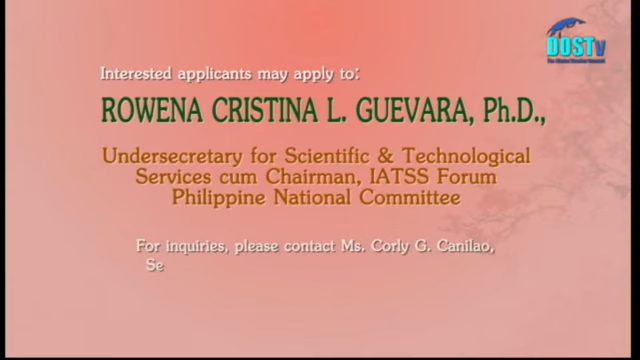 DOSTv
Interested applicants may apply to:
ROWENA CRISTINA L. GUEVARA, Ph.D.,
Undersecretary for Scientific & Technological
Services cum Chairman, IATSS Forum
Philippine National Committee
For inquiries, please contact Ms. Corly G. Canilao,
Se